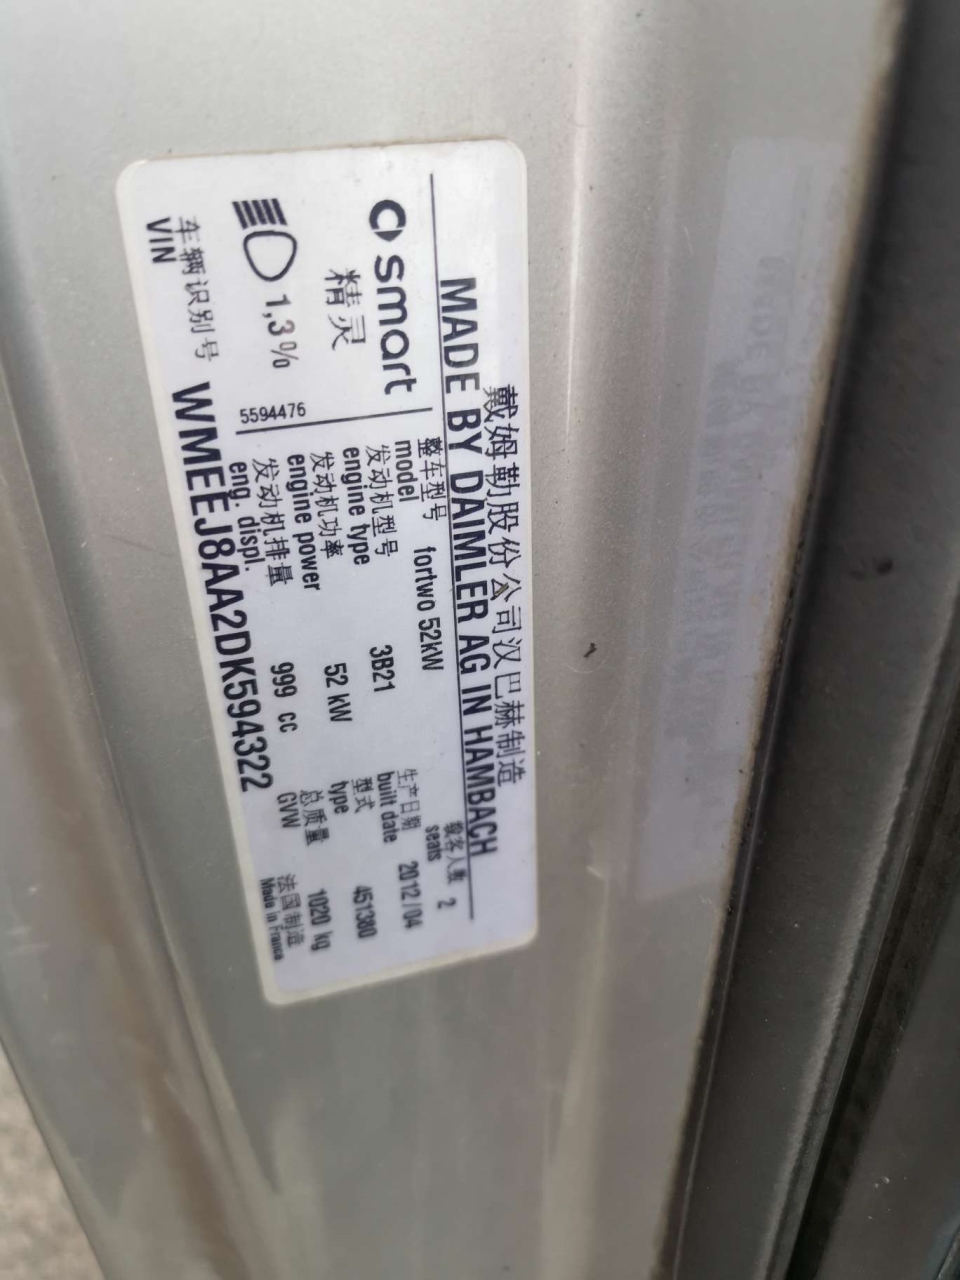 戴姆勒股份公司汉巴赫制造
MADE BY DAIMLER AG IN HAMBACH
smart
精灵
1,3%
5594476
整车型号
model fortwo 52kW
发动机型号
engine type 3B21
发动机功率
engine power 52 kW
发动机排量
eng. displ. 999 cc
乘客人数
seats 2
生产日期
built date 2012/04
型式
type 451380
总质量
GVW 1020 kg
法国制造
Made in France
车辆识别号
VIN WMEEJ8AA2DK594322